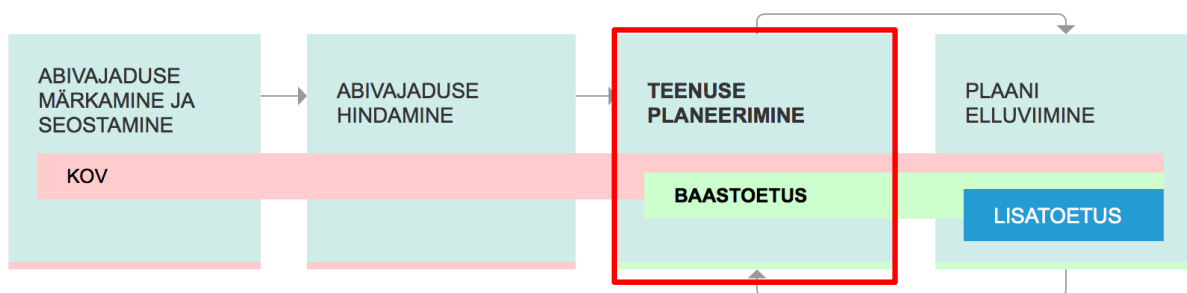 ABIVAJADUSE
MÄRKAMINE JA
SEOSTAMINE
ABIVAJADUSE
HINDAMINE
TEENUSE
PLANEERIMINE
PLAANI
ELLUVIIMINE
KOV
BAASTOETUS
LISATOETUS